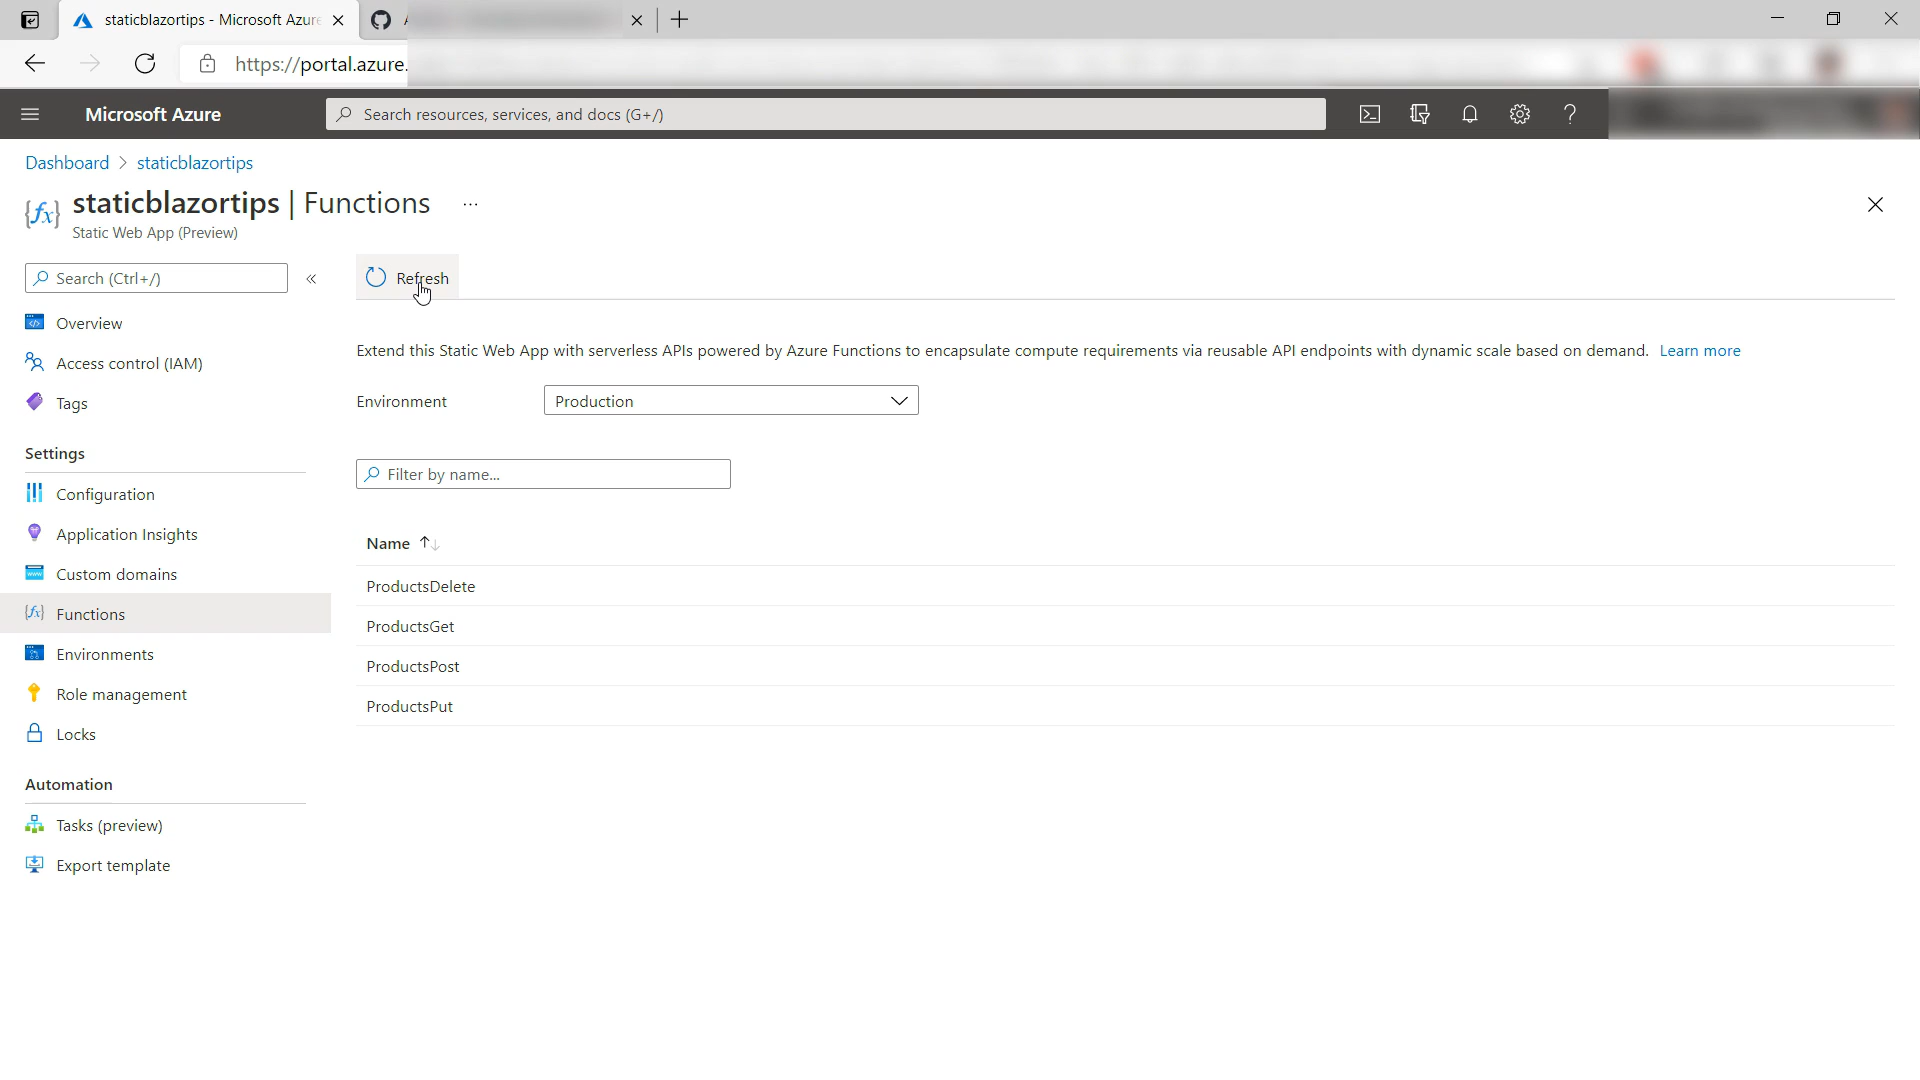 staticblazortips - Microsoft Azure
https://portal.azure.
Microsoft Azure
Search resources, services, and docs (G+/)
Dashboard > staticblazortips
staticblazortips | Functions ...
Static Web App (Preview)
Search (Ctrl+/) «
Refresh
Overview
Access control (IAM)
Tags
Settings
Configuration
Application Insights
Custom domains
Functions
Environments
Role management
Locks
Automation
Tasks (preview)
Export template
Extend this Static Web App with serverless APIs powered by Azure Functions to encapsulate compute requirements via reusable API endpoints with dynamic scale based on demand. Learn more
Environment Production
Filter by name...
Name ↑↓
ProductsDelete
ProductsGet
ProductsPost
ProductsPut